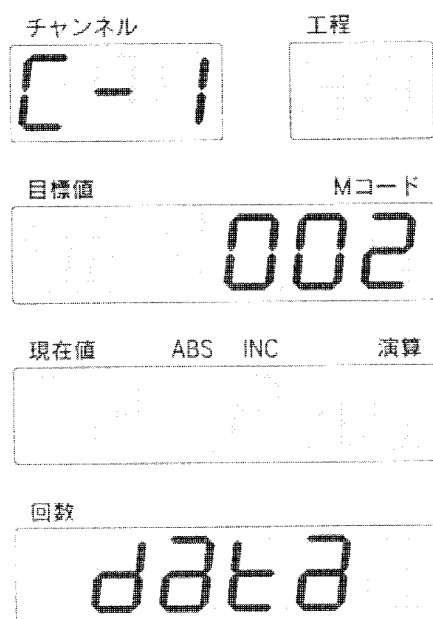 チャンネル 工程
C-1
目標値 Mコード
002
現在値 ABS INC 演算
回数
data